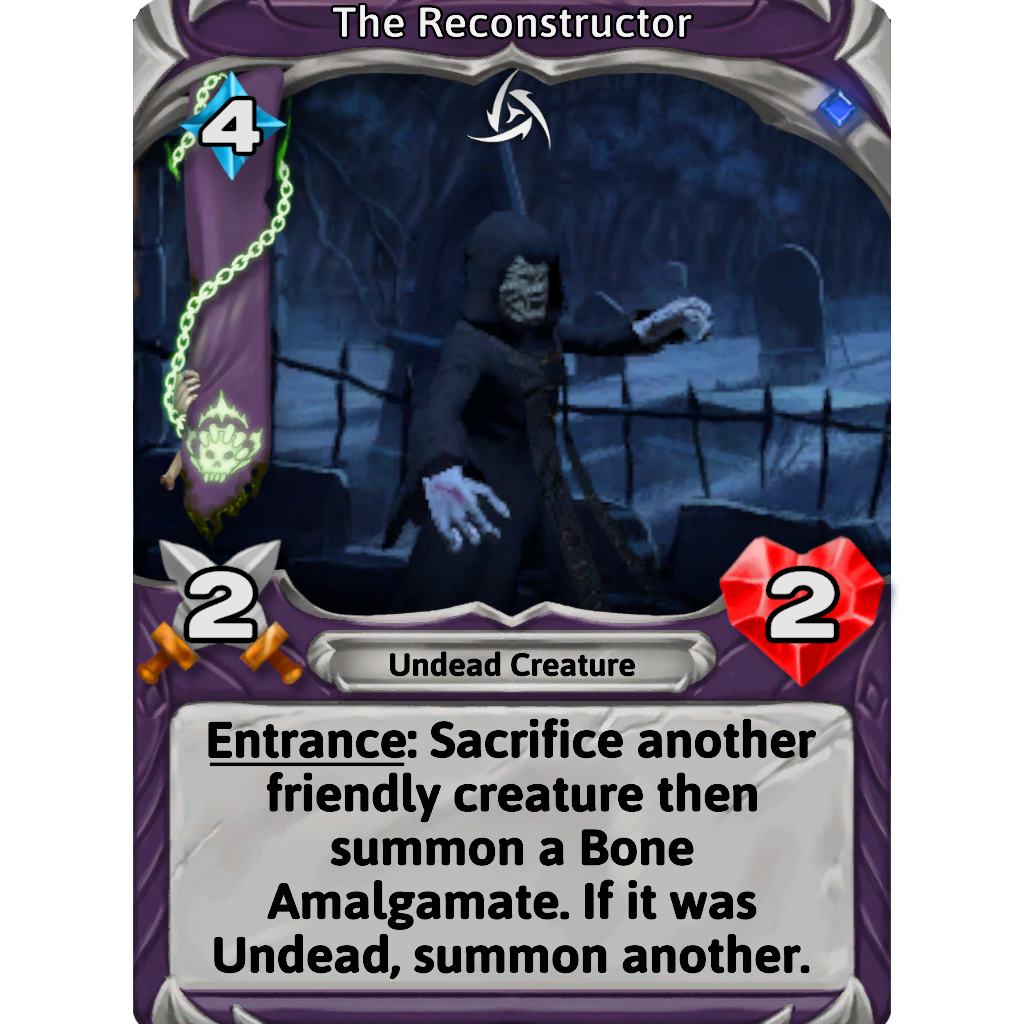 The Reconstructor
4
2
2
Undead Creature
Entrance: Sacrifice another
friendly creature then
summon a Bone
Amalgamate. If it was
Undead, summon another.